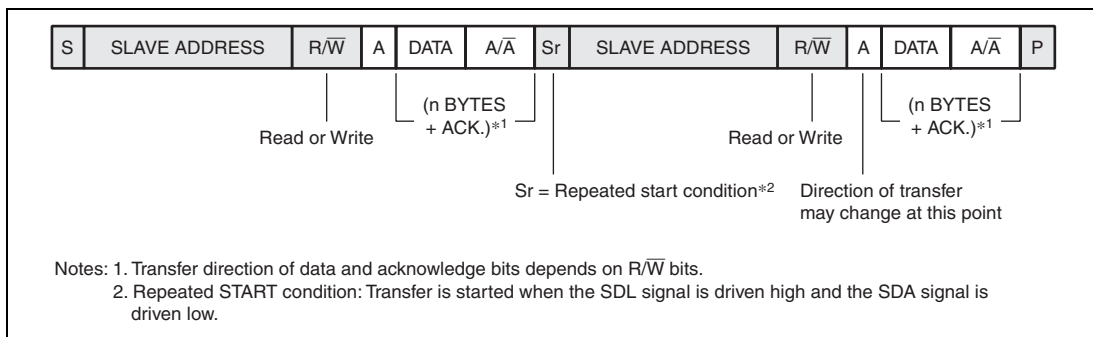 S SLAVE ADDRESS R/W̅ A DATA A/A̅ Sr SLAVE ADDRESS R/W̅ A DATA A/A̅ P
(n BYTES + ACK.)*1
(n BYTES + ACK.)*1
Read or Write
Read or Write
Sr = Repeated start condition*2
Direction of transfer
may change at this point
Notes: 1. Transfer direction of data and acknowledge bits depends on R/W̅ bits.
2. Repeated START condition: Transfer is started when the SDL signal is driven high and the SDA signal is
driven low.